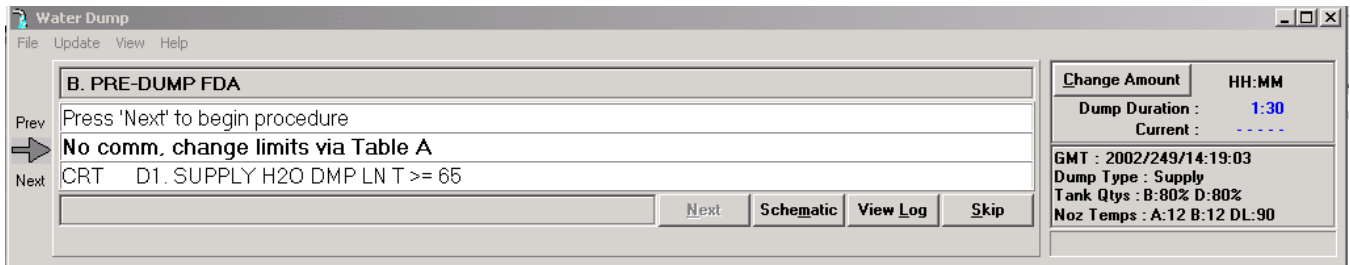 Water Dump
File Update View Help
B. PRE-DUMP FDA
Prev
Press 'Next' to begin procedure
No comm, change limits via Table A
Next
CRT D1. SUPPLY H2O DMP LN T >= 65
Next Schematic View Log Skip
Change Amount HH:MM
Dump Duration : 1:30
Current : - - - - -
GMT : 2002/249/14:19:03
Dump Type : Supply
Tank Qtys : B:80% D:80%
Noz Temps : A:12 B:12 DL:90